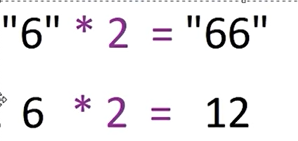 "6" * 2 = "66"
6 * 2 = 12